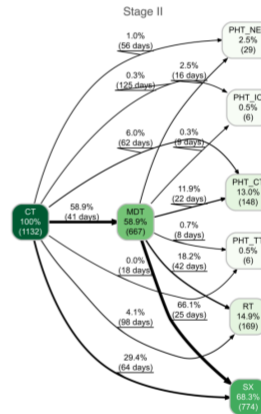 Stage II
1.0%
(56 days)
PHT_NE
2.5%
(29)
0.3%
(125 days)
2.5%
(16 days)
PHT_IC
0.5%
(6)
6.0%
(62 days)
0.3%
days)
PHT_CT
13.0%
(148)
58.9%
(41 days)
11.9%
(22 days)
CT
100%
(1132)
MDT
58.9%
(667)
0.7%
(8 days)
PHT_T
0.5%
(6)
0.0%
(18 days)
18.2%
(42 days)
66.1%
(25 days)
RT
14.9%
(169)
4.1%
(98 days)
29.4%
(64 days)
SX
68.3%
(774)